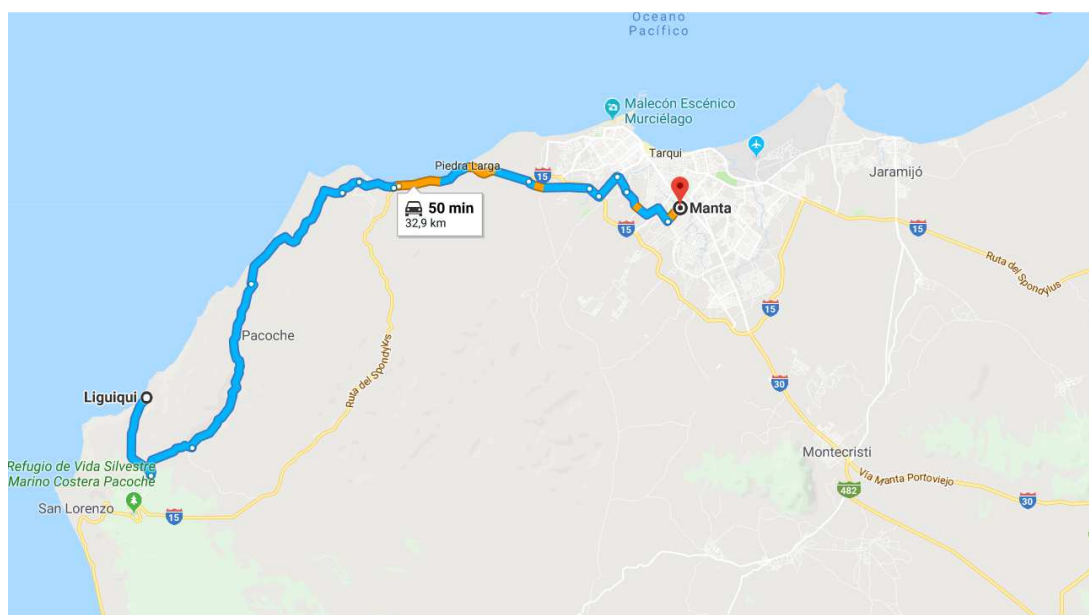 Oceano
Pacífico
Malecón Escénico
Murciélago
Tarqui
Jaramijó
Piedra Larga
15
50 min
32,9 km
Manta
15
15
Ruta del Spondylus
15
Pacoche
Ruta del Spondylus
30
Liguiqui
Montecristi
Refugio de Vida Silvestre
Marino Costera Pacoche
Vía Manta Portoviejo
482
30
San Lorenzo
15